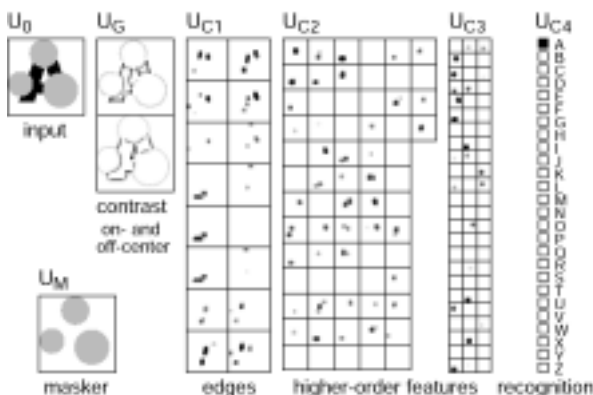 U0 UG UC1 UC2 UC3 UC4
input
contrast
on- and
off-center
UM
masker edges higher-order features recognition
A
B
C
D
E
F
G
H
I
J
K
L
M
N
O
P
Q
R
S
T
U
V
W
X
Y
Z